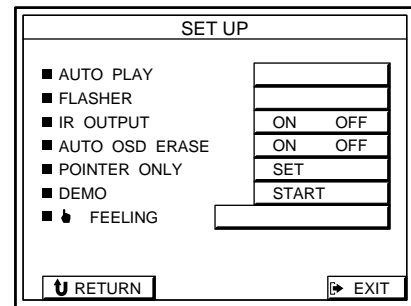 SET UP
AUTO PLAY
FLASHER
IR OUTPUT ON OFF
AUTO OSD ERASE ON OFF
POINTER ONLY SET
DEMO START
FEELING
RETURN EXIT